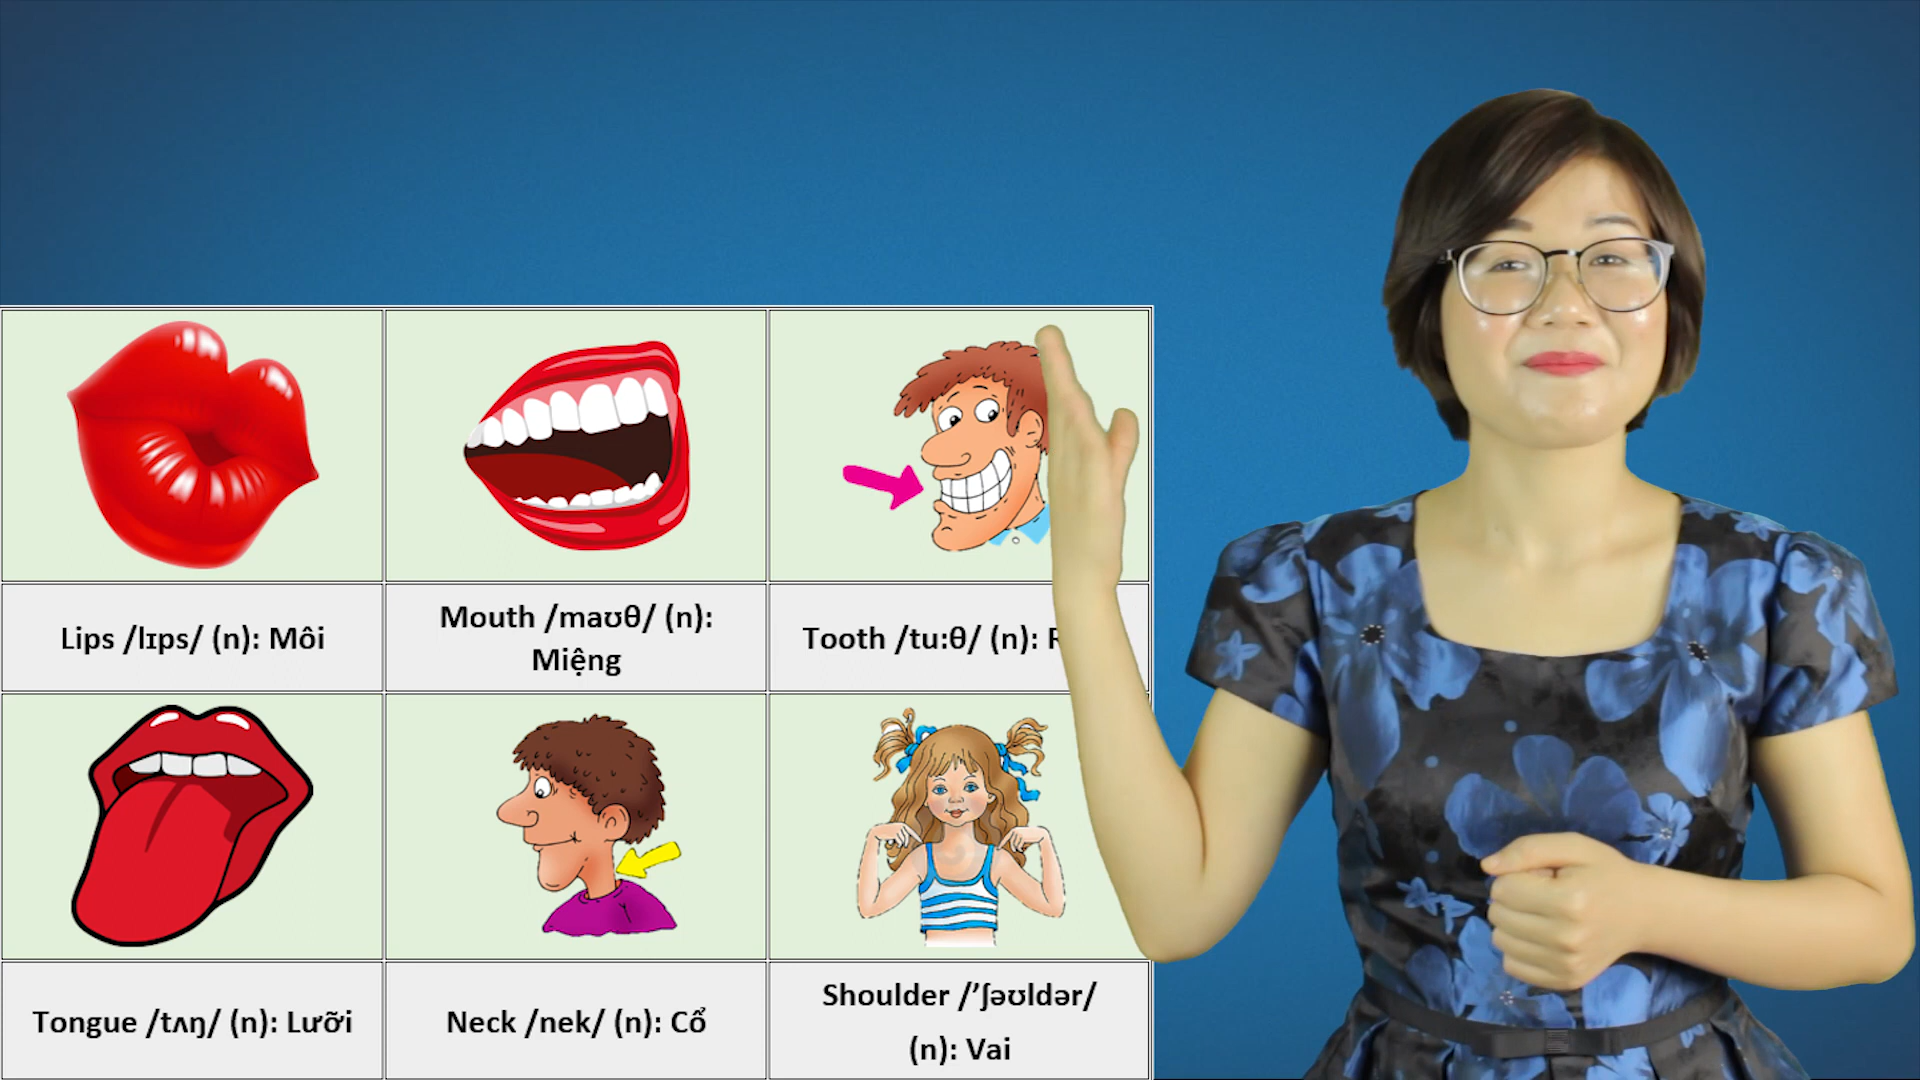 Lips /lɪps/ (n): Môi
Mouth /maʊθ/ (n):
Miệng
Tooth /tu:θ/ (n):
Tongue /tʌŋ/ (n): Lưỡi
Neck /nek/ (n): Cổ
Shoulder /’ʃəʊldər/
(n): Vai